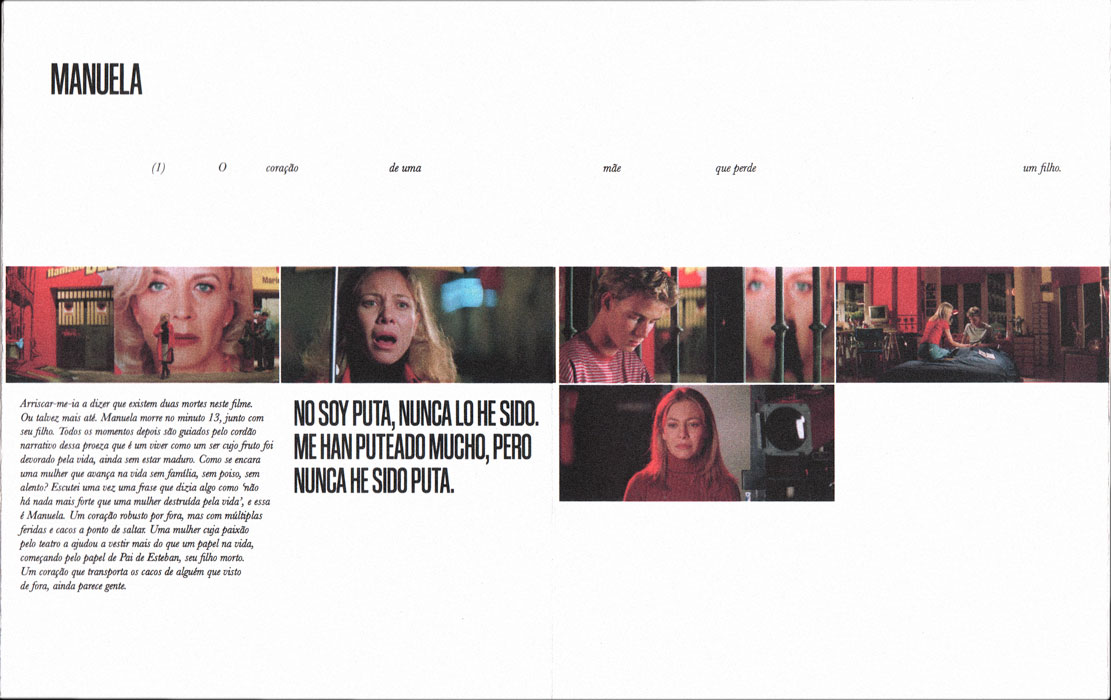 MANUELA
(1) O coração de uma mãe que perde um filho.
Arriscar-me-ia a dizer que existem duas mortes neste filme.
Ou talvez mais até. Manuela morre no minuto 13, junto com
seu filho. Todos os momentos depois são guiados pelo cordão
narrativo dessa proeza que é um viver como um ser cujo fruto foi
devorado pela vida, ainda sem estar maduro. Como se encara
uma mulher que avança na vida sem família, sem poiso, sem
alento? Escutei uma vez uma frase que dizia algo como ‘não
há nada mais forte que uma mulher destruída pela vida’, e essa
é Manuela. Um coração robusto por fora, mas com múltiplas
feridas e cacos a ponto de saltar. Uma mulher cuja paixão
pelo teatro a ajudou a vestir mais do que um papel na vida,
começando pelo papel de Pai de Esteban, seu filho morto.
Um coração que transporta os cacos de alguém que visto
de fora, ainda parece gente.
NO SOY PUTA, NUNCA LO HE SIDO.
ME HAN PUTEADO MUCHO, PERO
NUNCA HE SIDO PUTA.